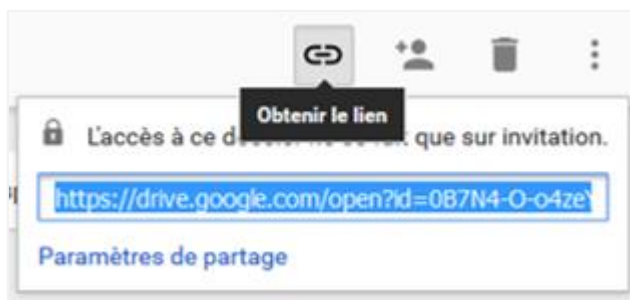 Obtenir le lien
L'accès à ce que sur invitation.
https://drive.google.com/open?id=0B7N4-O-o4ze
Paramètres de partage